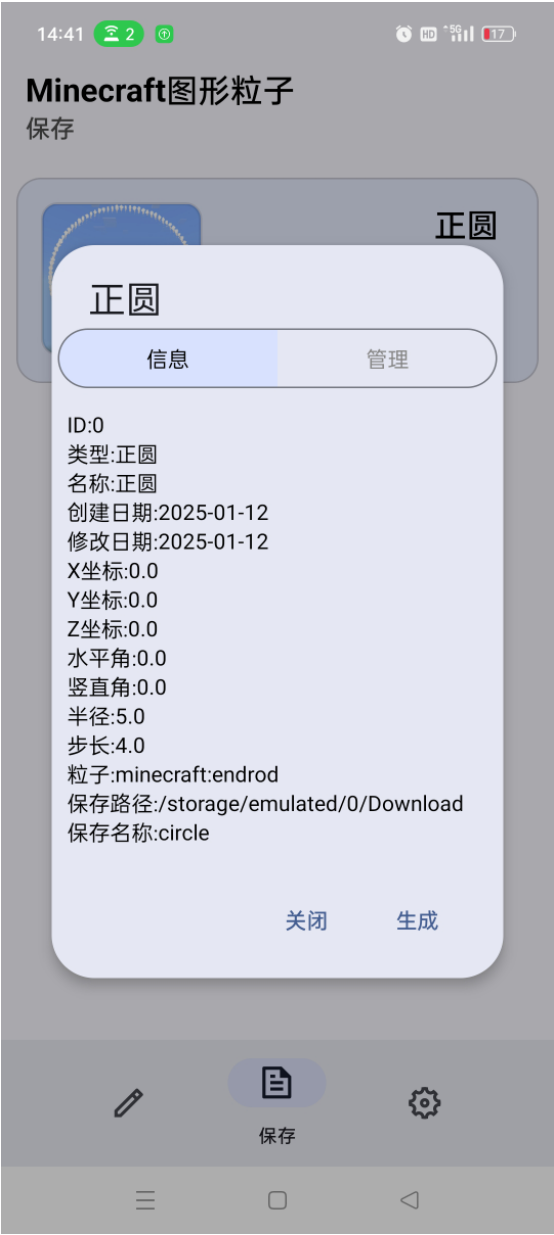 14:41 2 HD 5G 17
Minecraft图形粒子
保存
正圆
正圆
信息 管理
ID:0
类型:正圆
名称:正圆
创建日期:2025-01-12
修改日期:2025-01-12
X坐标:0.0
Y坐标:0.0
Z坐标:0.0
水平角:0.0
竖直角:0.0
半径:5.0
步长:4.0
粒子:minecraft:endrod
保存路径:/storage/emulated/0/Download
保存名称:circle
关闭 生成
保存